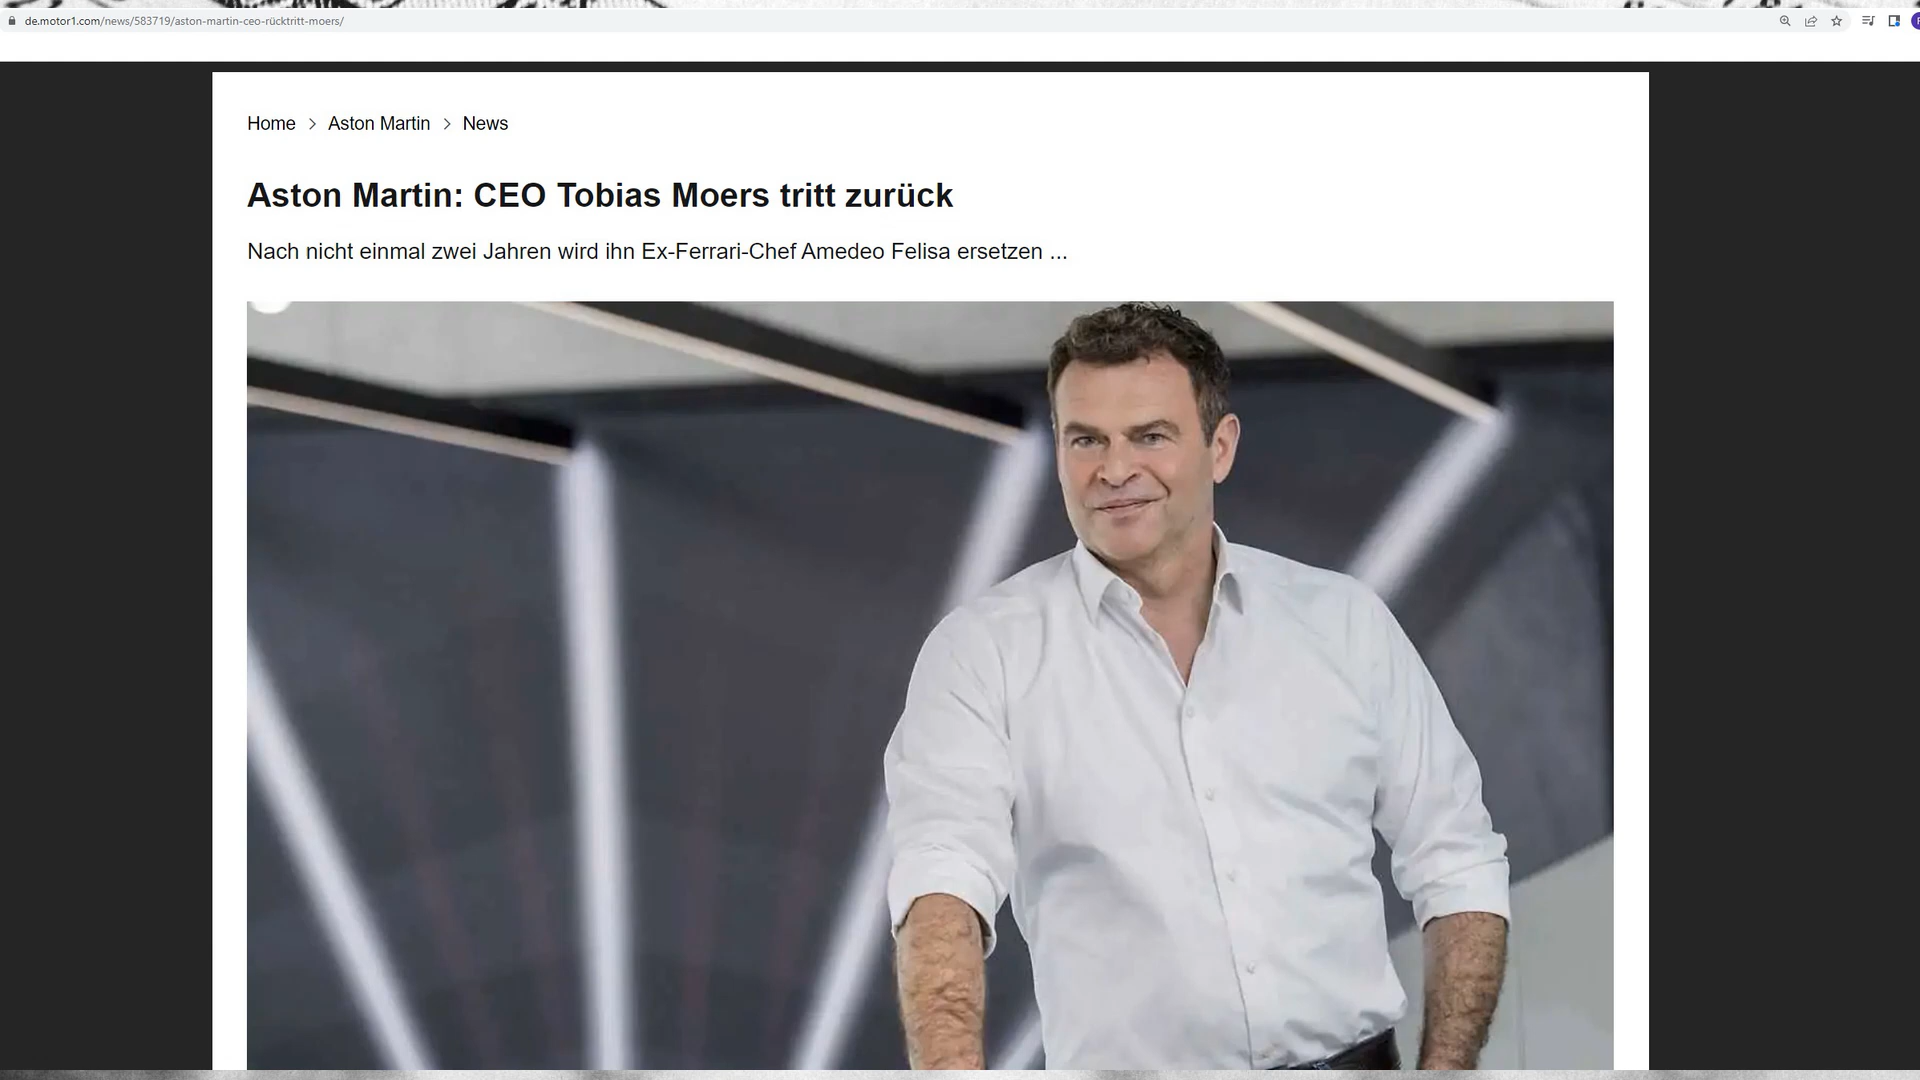 de.motor1.com/news/583719/aston-martin-ceo-rücktritt-moers/
Home > Aston Martin > News
Aston Martin: CEO Tobias Moers tritt zurück
Nach nicht einmal zwei Jahren wird ihn Ex-Ferrari-Chef Amedeo Felisa ersetzen ...